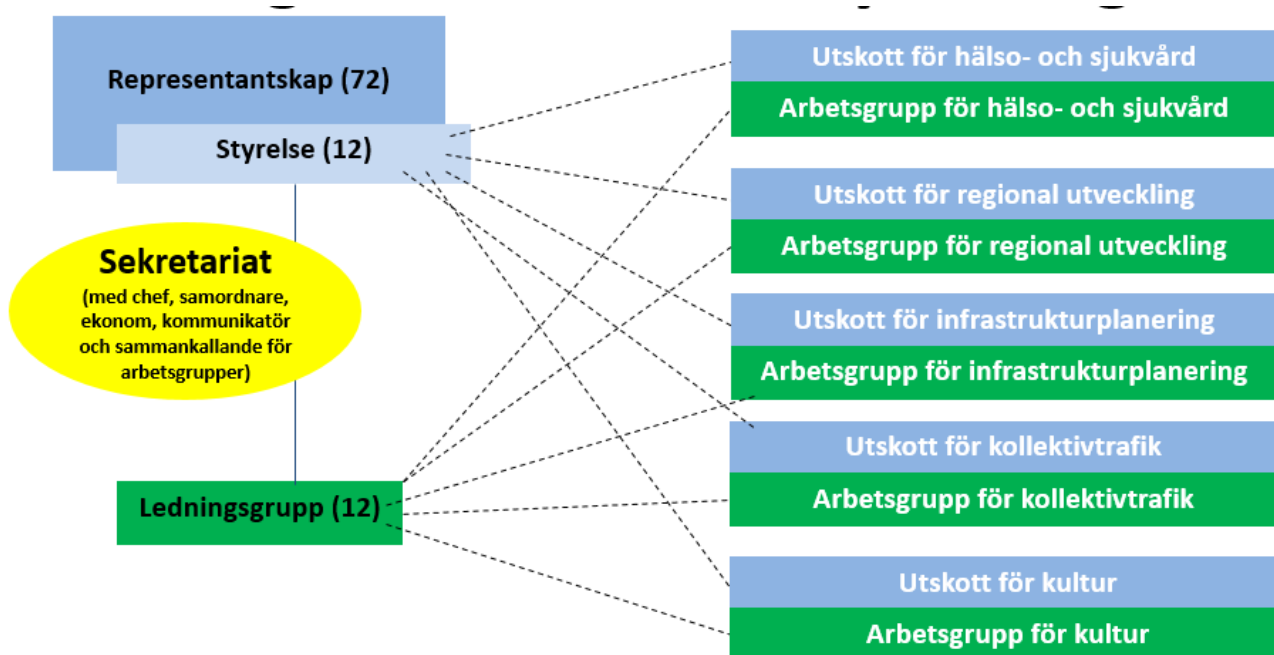 Representantskap (72)
Styrelse (12)
Sekretariat
(med chef, samordnare,
ekonom, kommunikatör
och sammankallande för
arbetsgrupper)
Ledningsgrupp (12)
Utskott för hälso- och sjukvård
Arbetsgrupp för hälso- och sjukvård
Utskott för regional utveckling
Arbetsgrupp för regional utveckling
Utskott för infrastrukturplanering
Arbetsgrupp för infrastrukturplanering
Utskott för kollektivtrafik
Arbetsgrupp för kollektivtrafik
Utskott för kultur
Arbetsgrupp för kultur